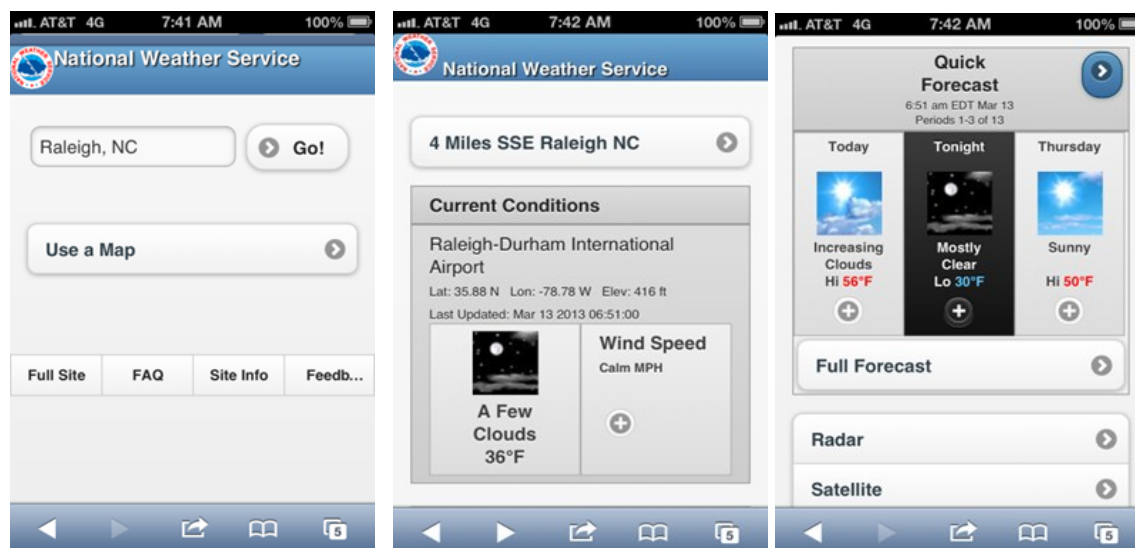 AT&T 4G 7:41 AM 100%
National Weather Service
Raleigh, NC
Go!
Use a Map
Full Site FAQ Site Info Feedb...
5
AT&T 4G 7:42 AM 100%
National Weather Service
4 Miles SSE Raleigh NC
Current Conditions
Raleigh-Durham International
Airport
Lat: 35.88 N Lon: -78.78 W Elev: 416 ft
Last Updated: Mar 13 2013 06:51:00
A Few
Clouds
36°F
Wind Speed
Calm MPH
5
AT&T 4G 7:42 AM 100%
Quick
Forecast
6:51 am EDT Mar 13
Periods 1-3 of 13
Today
Increasing
Clouds
Hi 56°F
Tonight
Mostly
Clear
Lo 30°F
Thursday
Sunny
Hi 50°F
Full Forecast
Radar
Satellite
5